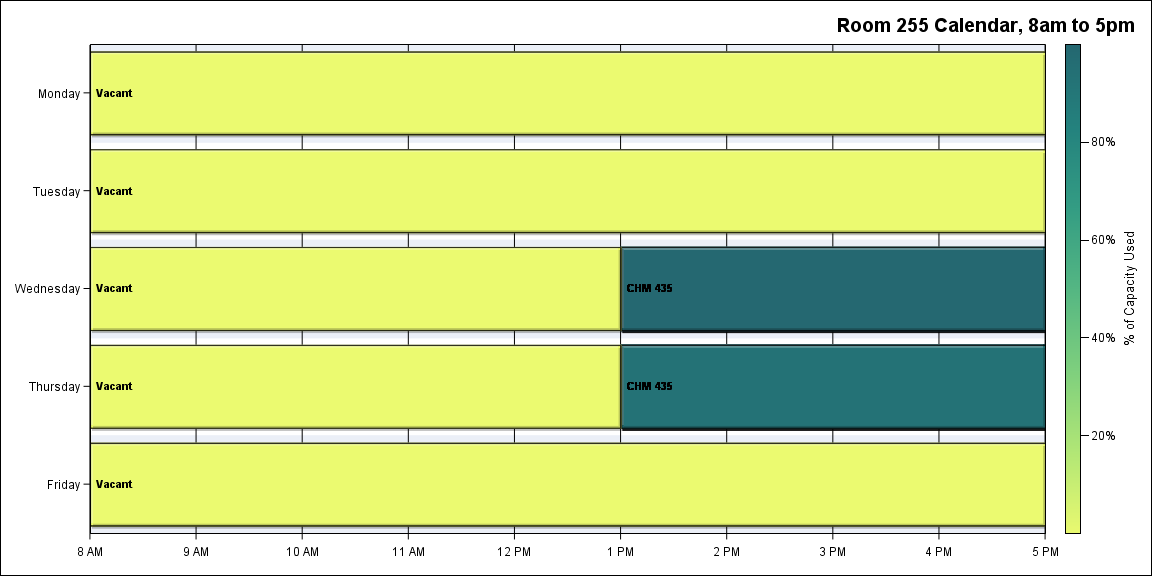 Room 255 Calendar, 8am to 5pm
Monday
Vacant
Tuesday
Vacant
Wednesday
Vacant
CHM 435
Thursday
Vacant
CHM 435
Friday
Vacant
8 AM 9 AM 10 AM 11 AM 12 PM 1 PM 2 PM 3 PM 4 PM 5 PM
80%
60%
40%
20%
% of Capacity Used